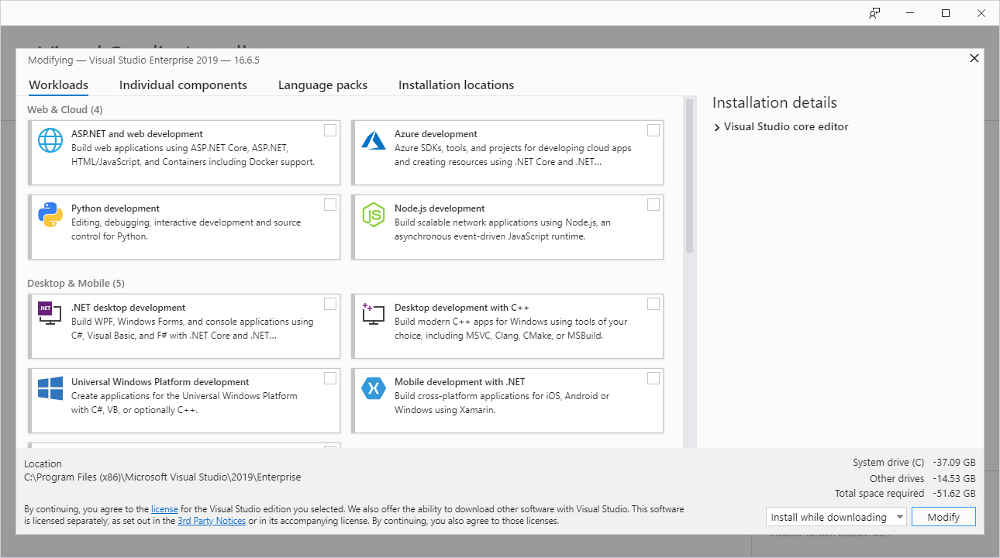 Modifying — Visual Studio Enterprise 2019 — 16.6.5
Workloads
Individual components
Language packs
Installation locations
Web & Cloud (4)
ASP.NET and web development
Build web applications using ASP.NET Core, ASP.NET,
HTML/JavaScript, and Containers including Docker support.
Azure development
Azure SDKs, tools, and projects for developing cloud apps
and creating resources using .NET Core and .NET...
Python development
Editing, debugging, interactive development and source
control for Python.
Node.js development
Build scalable network applications using Node.js, an
asynchronous event-driven JavaScript runtime.
Desktop & Mobile (5)
.NET
.NET desktop development
Build WPF, Windows Forms, and console applications using
C#, Visual Basic, and F# with .NET Core and .NET...
Desktop development with C++
Build modern C++ apps for Windows using tools of your
choice, including MSVC, Clang, CMake, or MSBuild.
Universal Windows Platform development
Create applications for the Universal Windows Platform
with C#, VB, or optionally C++.
Mobile development with .NET
Build cross-platform applications for iOS, Android or
Windows using Xamarin.
Installation details
Visual Studio core editor
Location
C:\Program Files (x86)\Microsoft Visual Studio\2019\Enterprise
System drive (C) -37.09 GB
Other drives -14.53 GB
Total space required -51.62 GB
By continuing, you agree to the license for the Visual Studio edition you selected. We also offer the ability to download other software with Visual Studio. This software
is licensed separately, as set out in the 3rd Party Notices or in its accompanying license. By continuing, you also agree to those licenses.
Install while downloading
Modify